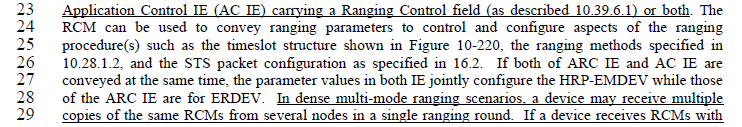 23 Application Control IE (AC IE) carrying a Ranging Control field (as described 10.39.6.1) or both. The
24 RCM can be used to convey ranging parameters to control and configure aspects of the ranging
25 procedure(s) such as the timeslot structure shown in Figure 10-220, the ranging methods specified in
26 10.28.1.2, and the STS packet configuration as specified in 16.2. If both of ARC IE and AC IE are
27 conveyed at the same time, the parameter values in both IE jointly configure the HRP-EMDEV while those
28 of the ARC IE are for ERDEV. In dense multi-mode ranging scenarios, a device may receive multiple
29 copies of the same RCMs from several nodes in a single ranging round. If a device receives RCMs with